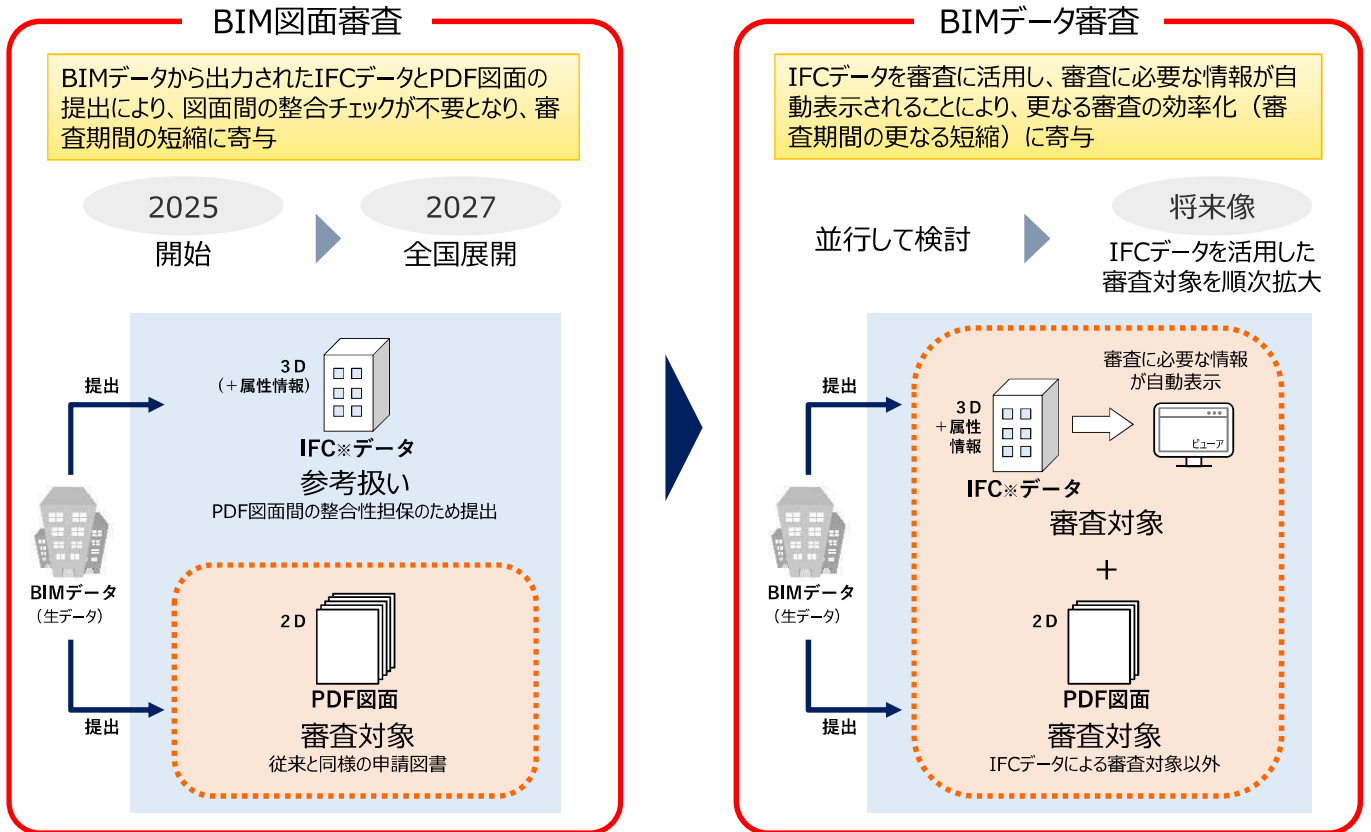 BIM図面審査
BIMデータから出力されたIFCデータとPDF図面の
提出により、図面間の整合チェックが不要となり、審
査期間の短縮に寄与
2025
開始
2027
全国展開
3D
(+属性情報)
提出
IFC※データ
参考扱い
PDF図面間の整合性担保のため提出
BIMデータ
(生データ)
2D
PDF図面
提出
審査対象
従来と同様の申請図書
BIMデータ審査
IFCデータを審査に活用し、審査に必要な情報が自
動表示されることにより、更なる審査の効率化（審
査期間の更なる短縮）に寄与
並行して検討
将来像
IFCデータを活用した
審査対象を順次拡大
審査に必要な情報
が自動表示
提出
3D
+属性
情報
ビューア
IFC※データ
審査対象
+
BIMデータ
(生データ)
2D
PDF図面
提出
審査対象
IFCデータによる審査対象以外